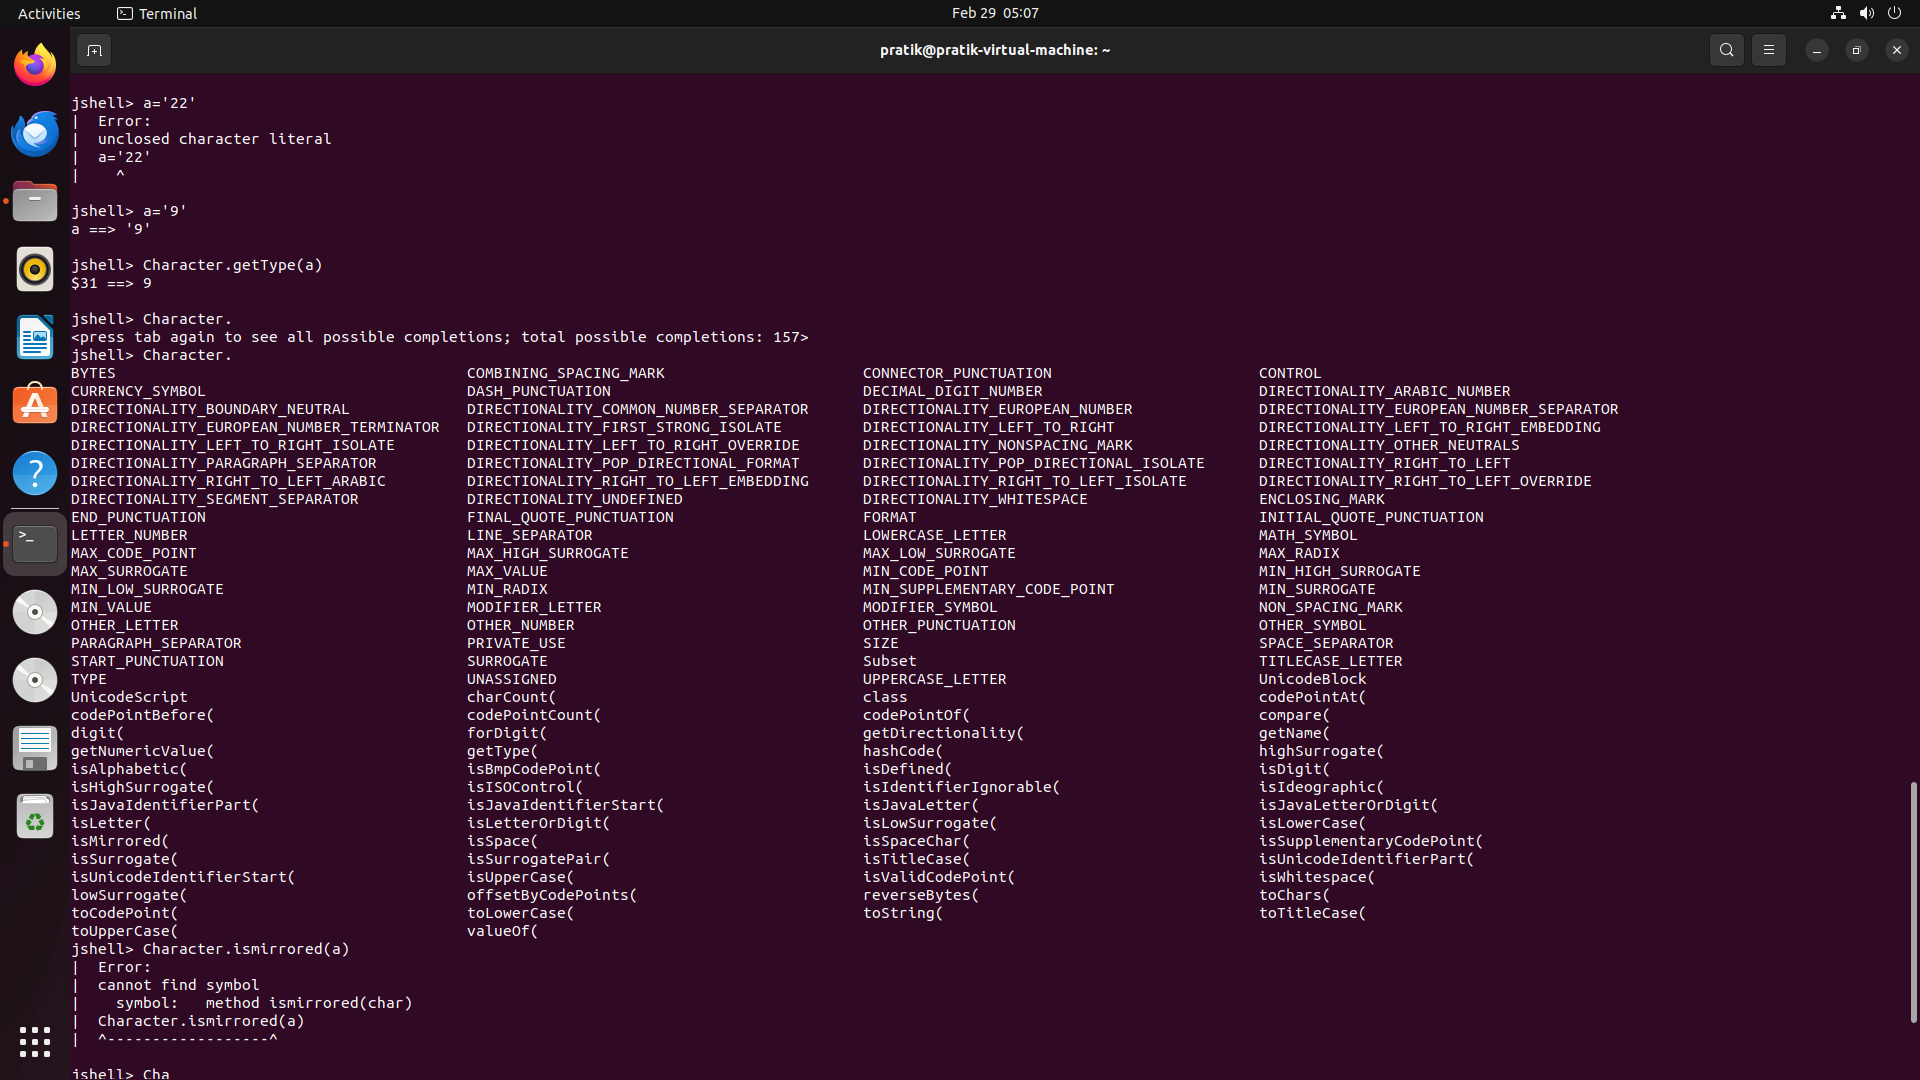 Activities Terminal Feb 29 05:07
pratik@pratik-virtual-machine: ~
jshell> a='22'
| Error:
| unclosed character literal
| a='22'
| ^
jshell> a='9'
a ==> '9'
jshell> Character.getType(a)
$31 ==> 9
jshell> Character.
<press tab again to see all possible completions; total possible completions: 157>
jshell> Character.
BYTES COMBINING_SPACING_MARK CONNECTOR_PUNCTUATION CONTROL
CURRENCY_SYMBOL DASH_PUNCTUATION DECIMAL_DIGIT_NUMBER DIRECTIONALITY_ARABIC_NUMBER
DIRECTIONALITY_BOUNDARY_NEUTRAL DIRECTIONALITY_COMMON_NUMBER_SEPARATOR DIRECTIONALITY_EUROPEAN_NUMBER DIRECTIONALITY_EUROPEAN_NUMBER_SEPARATOR
DIRECTIONALITY_EUROPEAN_NUMBER_TERMINATOR DIRECTIONALITY_FIRST_STRONG_ISOLATE DIRECTIONALITY_LEFT_TO_RIGHT DIRECTIONALITY_LEFT_TO_RIGHT_EMBEDDING
DIRECTIONALITY_LEFT_TO_RIGHT_ISOLATE DIRECTIONALITY_LEFT_TO_RIGHT_OVERRIDE DIRECTIONALITY_NONSPACING_MARK DIRECTIONALITY_OTHER_NEUTRALS
DIRECTIONALITY_PARAGRAPH_SEPARATOR DIRECTIONALITY_POP_DIRECTIONAL_FORMAT DIRECTIONALITY_POP_DIRECTIONAL_ISOLATE DIRECTIONALITY_RIGHT_TO_LEFT
DIRECTIONALITY_RIGHT_TO_LEFT_ARABIC DIRECTIONALITY_RIGHT_TO_LEFT_EMBEDDING DIRECTIONALITY_RIGHT_TO_LEFT_ISOLATE DIRECTIONALITY_RIGHT_TO_LEFT_OVERRIDE
DIRECTIONALITY_SEGMENT_SEPARATOR DIRECTIONALITY_UNDEFINED DIRECTIONALITY_WHITESPACE ENCLOSING_MARK
END_PUNCTUATION FINAL_QUOTE_PUNCTUATION FORMAT INITIAL_QUOTE_PUNCTUATION
LETTER_NUMBER LINE_SEPARATOR LOWERCASE_LETTER MATH_SYMBOL
MAX_CODE_POINT MAX_HIGH_SURROGATE MAX_LOW_SURROGATE MAX_RADIX
MAX_SURROGATE MAX_VALUE MIN_CODE_POINT MIN_HIGH_SURROGATE
MIN_LOW_SURROGATE MIN_RADIX MIN_SUPPLEMENTARY_CODE_POINT MIN_SURROGATE
MIN_VALUE MODIFIER_LETTER MODIFIER_SYMBOL NON_SPACING_MARK
OTHER_LETTER OTHER_NUMBER OTHER_PUNCTUATION OTHER_SYMBOL
PARAGRAPH_SEPARATOR PRIVATE_USE SIZE SPACE_SEPARATOR
START_PUNCTUATION SURROGATE Subset TITLECASE_LETTER
TYPE UNASSIGNED UPPERCASE_LETTER UnicodeBlock
UnicodeScript charCount( class codePointAt(
codePointBefore( codePointCount( codePointOf( compare(
digit( forDigit( getDirectionality( getName(
getNumericValue( getType( hashCode( highSurrogate(
isAlphabetic( isBmpCodePoint( isDefined( isDigit(
isHighSurrogate( isISOControl( isIdentifierIgnorable( isIdeographic(
isJavaIdentifierPart( isJavaIdentifierStart( isJavaLetter( isJavaLetterOrDigit(
isLetter( isLetterOrDigit( isLowSurrogate( isLowerCase(
isMirrored( isSpace( isSpaceChar( isSupplementaryCodePoint(
isSurrogate( isSurrogatePair( isTitleCase( isUnicodeIdentifierPart(
isUnicodeIdentifierStart( isUpperCase( isValidCodePoint( isWhitespace(
lowSurrogate( offsetByCodePoints( reverseBytes( toChars(
toCodePoint( toLowerCase( toString( toTitleCase(
toUpperCase( valueOf(
jshell> Character.ismirrored(a)
| Error:
| cannot find symbol
| symbol: method ismirrored(char)
| Character.ismirrored(a)
| ^------------------^
jshell> Cha